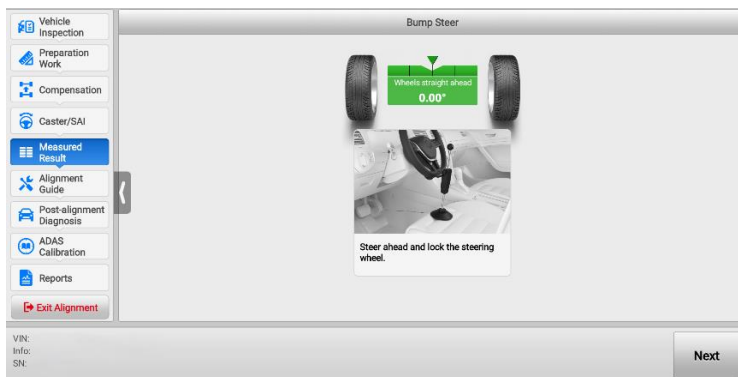 Vehicle
Inspection
Preparation
Work
Compensation
Caster/SAI
Measured
Result
Alignment
Guide
Post-alignment
Diagnosis
ADAS
Calibration
Reports
Exit Alignment
Bump Steer
Wheels straight ahead
0.00°
Steer ahead and lock the steering
wheel.
VIN:
Info:
SN:
Next